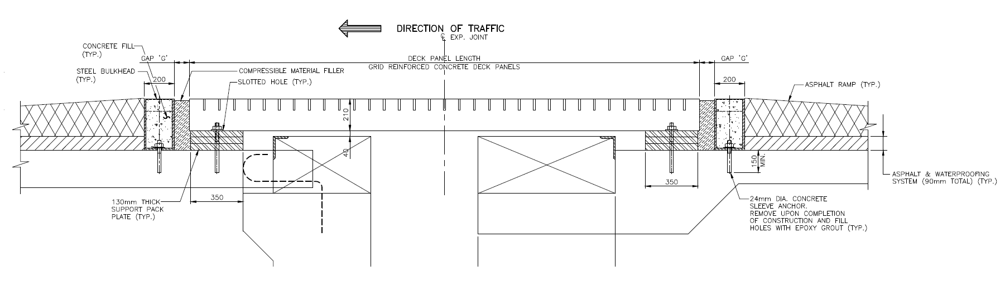 DIRECTION OF TRAFFIC
℄ EXP. JOINT
CONCRETE FILL
(TYP.)
GAP 'G'
DECK PANEL LENGTH
GRID REINFORCED CONCRETE DECK PANELS
GAP 'G'
STEEL BULKHEAD
(TYP.)
COMPRESSIBLE MATERIAL FILLER
SLOTTED HOLE (TYP.)
200
200
ASPHALT RAMP (TYP.)
210
40
150
MIN.
350
350
130mm THICK
SUPPORT PACK
PLATE (TYP.)
ASPHALT & WATERPROOFING
SYSTEM (90mm TOTAL) (TYP.)
24mm DIA. CONCRETE
SLEEVE ANCHOR.
REMOVE UPON COMPLETION
OF CONSTRUCTION AND FILL
HOLES WITH EPOXY GROUT (TYP.)